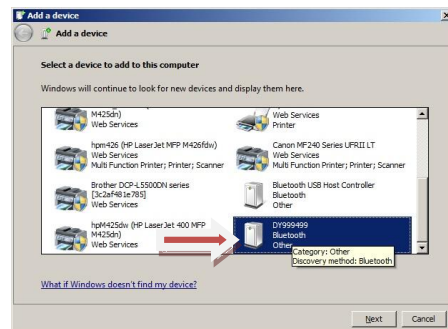 Add a device
Add a device
Select a device to add to this computer
Windows will continue to look for new devices and display them here.
M425dn)
Web Services
Web Services
Printer
hpm426 (HP LaserJet MFP M426fdw)
Web Services
Multi Function Printer; Printer; Scanner
Canon MF240 Series UFRII LT
Web Services
Multi Function Printer; Printer; Scanner
Brother DCP-L5500DN series
[3c2af481e785]
Web Services
Bluetooth USB Host Controller
Bluetooth
Other
hpM425dw (HP LaserJet 400 MFP
M425dn)
Web Services
DY999499
Bluetooth
Other
Category: Other
Discovery method: Bluetooth
What if Windows doesn't find my device?
Next
Cancel